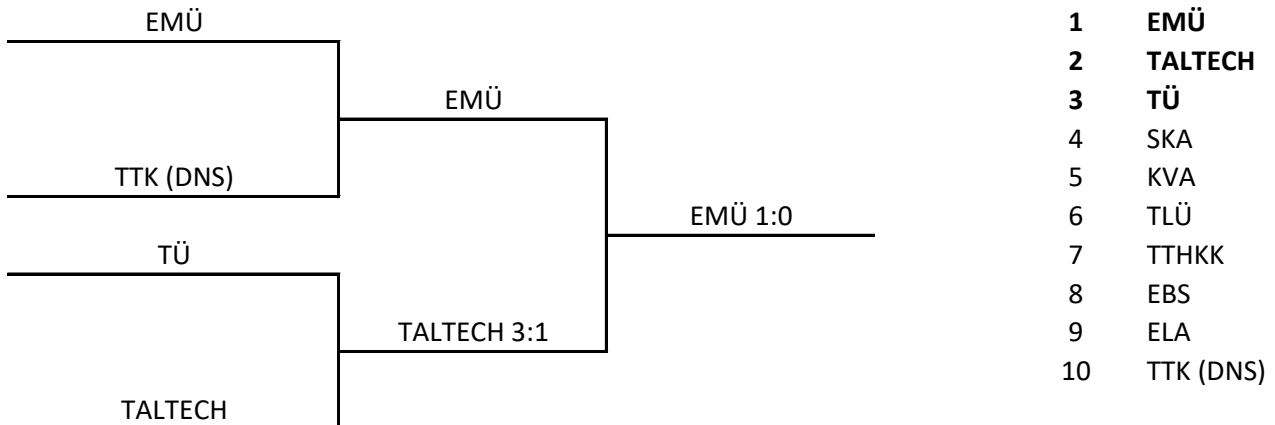 EMÜ
EMÜ
TTK (DNS)
EMÜ 1:0
TÜ
TALTECH 3:1
TALTECH
1 EMÜ
2 TALTECH
3 TÜ
4 SKA
5 KVA
6 TLÜ
7 TTHKK
8 EBS
9 ELA
10 TTK (DNS)